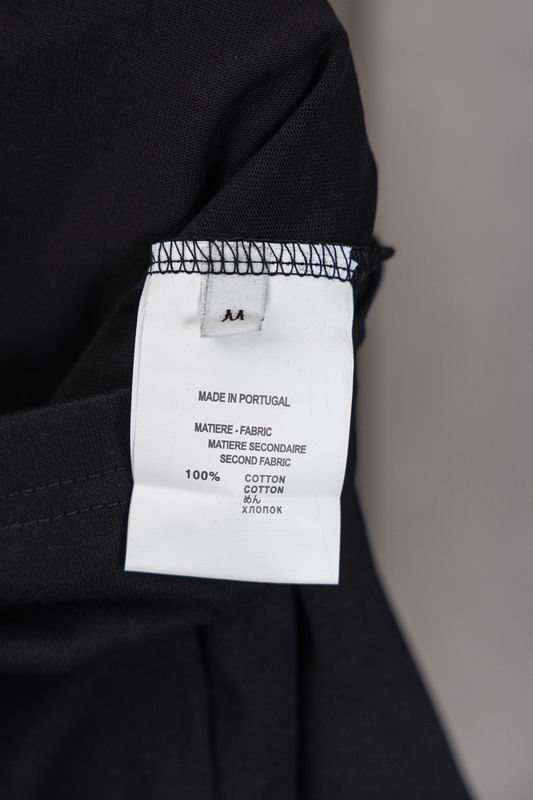 M
MADE IN PORTUGAL
MATIERE - FABRIC
MATIERE SECONDAIRE
SECOND FABRIC
100% COTTON
COTTON
めん
ХЛОПОК